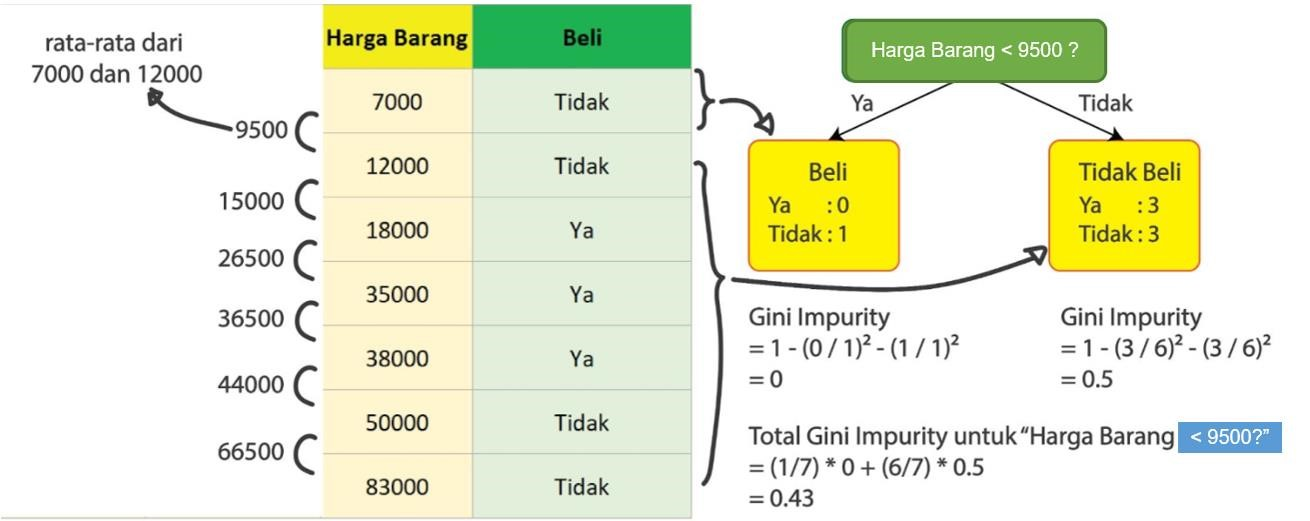 rata-rata dari
7000 dan 12000
9500
15000
26500
36500
44000
66500
Harga Barang Beli
7000 Tidak
12000 Tidak
18000 Ya
35000 Ya
38000 Ya
50000 Tidak
83000 Tidak
Harga Barang < 9500 ?
Ya Tidak
Beli
Ya : 0
Tidak : 1
Tidak Beli
Ya : 3
Tidak : 3
Gini Impurity
= 1 - (0 / 1)² - (1 / 1)²
= 0
Gini Impurity
= 1 - (3 / 6)² - (3 / 6)²
= 0.5
Total Gini Impurity untuk “Harga Barang < 9500?”
= (1/7) * 0 + (6/7) * 0.5
= 0.43